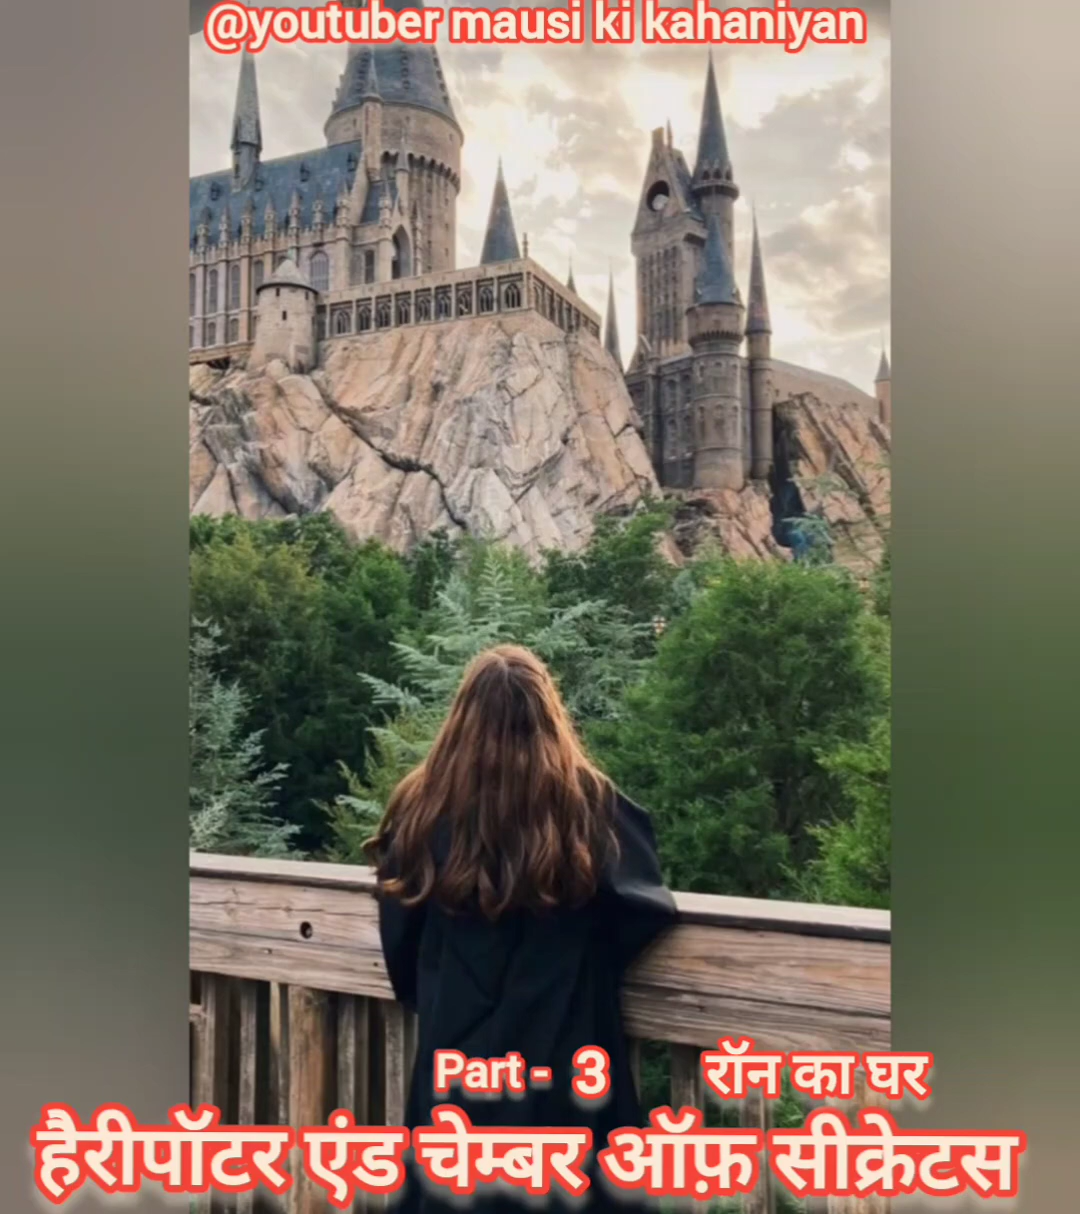 @youtuber mausi ki kahaniyan
Part - 3 रॉन का घर
हैरीपॉटर एंड चेम्बर ऑफ़ सीक्रेटस